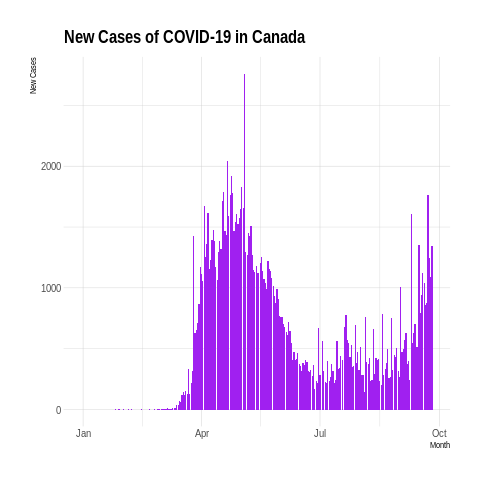 New Cases of COVID-19 in Canada
New Cases
2000
1000
0
Jan Apr Jul Oct
Month